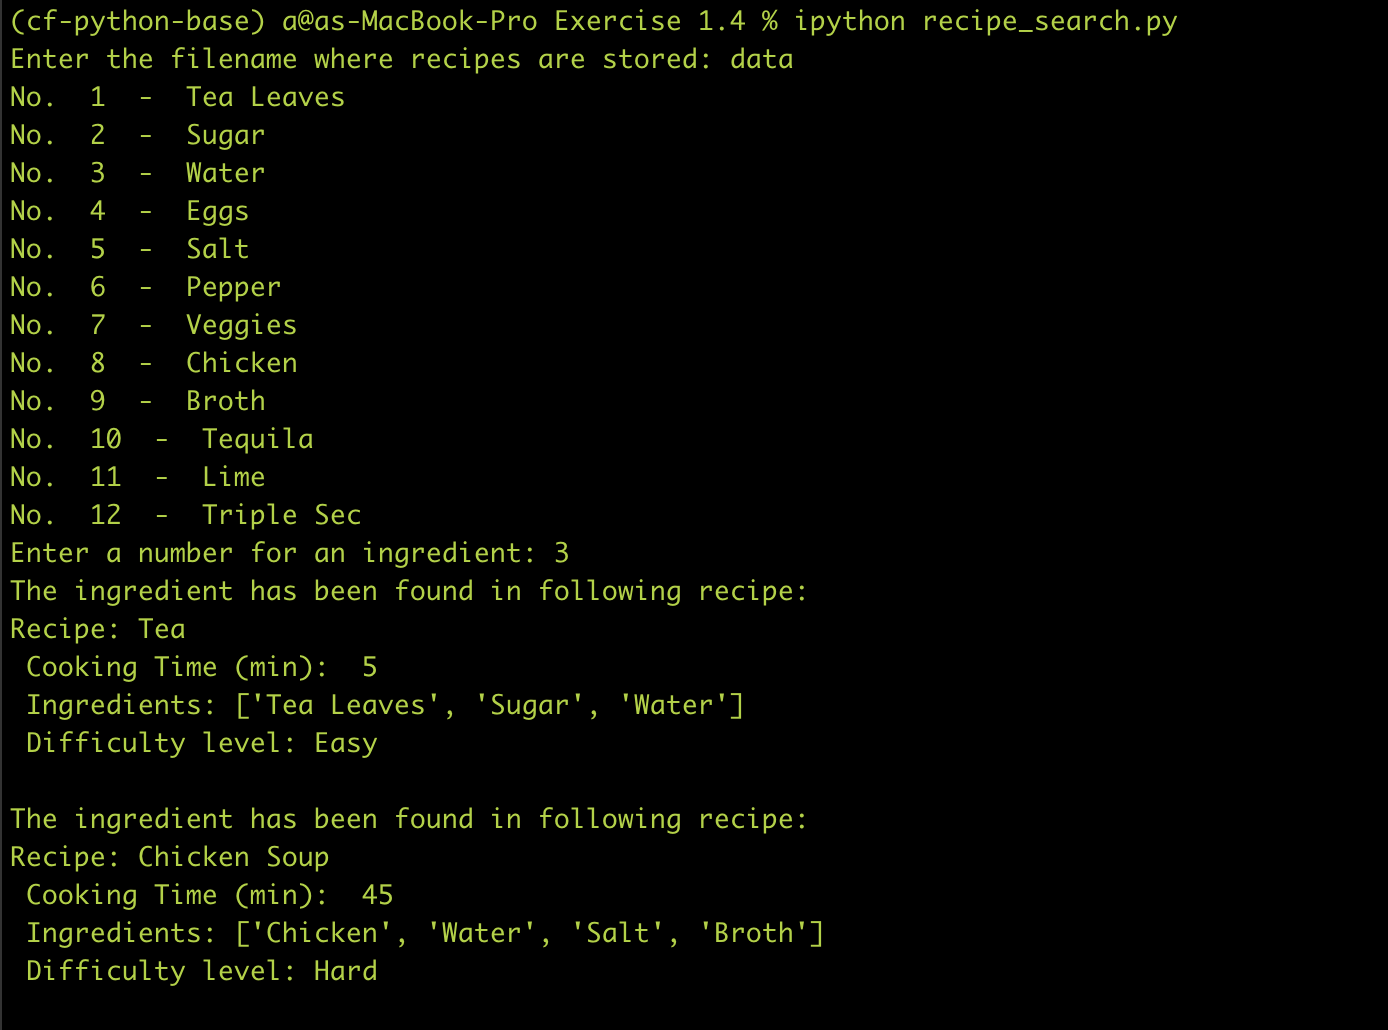 (cf-python-base) a@as-MacBook-Pro Exercise 1.4 % ipython recipe_search.py
Enter the filename where recipes are stored: data
No.  1  -  Tea Leaves
No.  2  -  Sugar
No.  3  -  Water
No.  4  -  Eggs
No.  5  -  Salt
No.  6  -  Pepper
No.  7  -  Veggies
No.  8  -  Chicken
No.  9  -  Broth
No.  10  -  Tequila
No.  11  -  Lime
No.  12  -  Triple Sec
Enter a number for an ingredient: 3
The ingredient has been found in following recipe:
Recipe: Tea
 Cooking Time (min):  5
 Ingredients: ['Tea Leaves', 'Sugar', 'Water']
 Difficulty level: Easy

The ingredient has been found in following recipe:
Recipe: Chicken Soup
 Cooking Time (min):  45
 Ingredients: ['Chicken', 'Water', 'Salt', 'Broth']
 Difficulty level: Hard